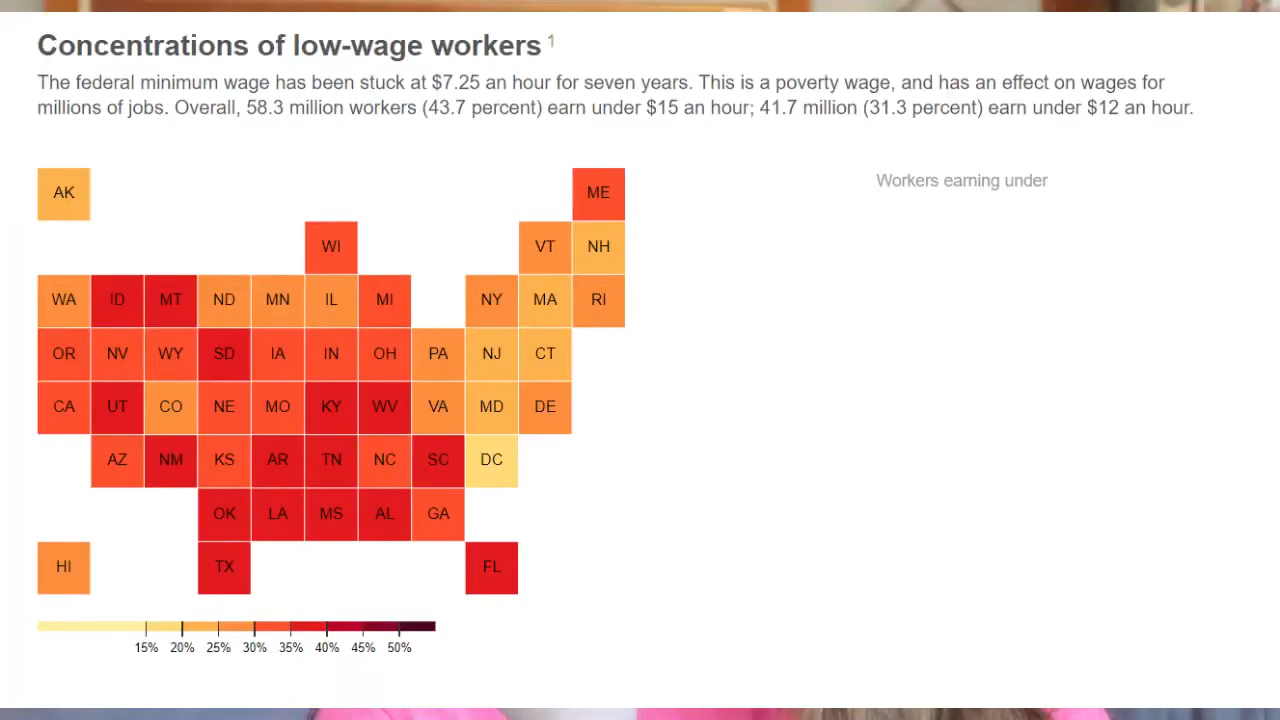 Concentrations of low-wage workers 1
The federal minimum wage has been stuck at $7.25 an hour for seven years. This is a poverty wage, and has an effect on wages for
millions of jobs. Overall, 58.3 million workers (43.7 percent) earn under $15 an hour; 41.7 million (31.3 percent) earn under $12 an hour.
Workers earning under
AK ME
WI VT NH
WA ID MT ND MN IL MI NY MA RI
OR NV WY SD IA IN OH PA NJ CT
CA UT CO NE MO KY WV VA MD DE
AZ NM KS AR TN NC SC DC
OK LA MS AL GA
HI TX FL
15% 20% 25% 30% 35% 40% 45% 50%